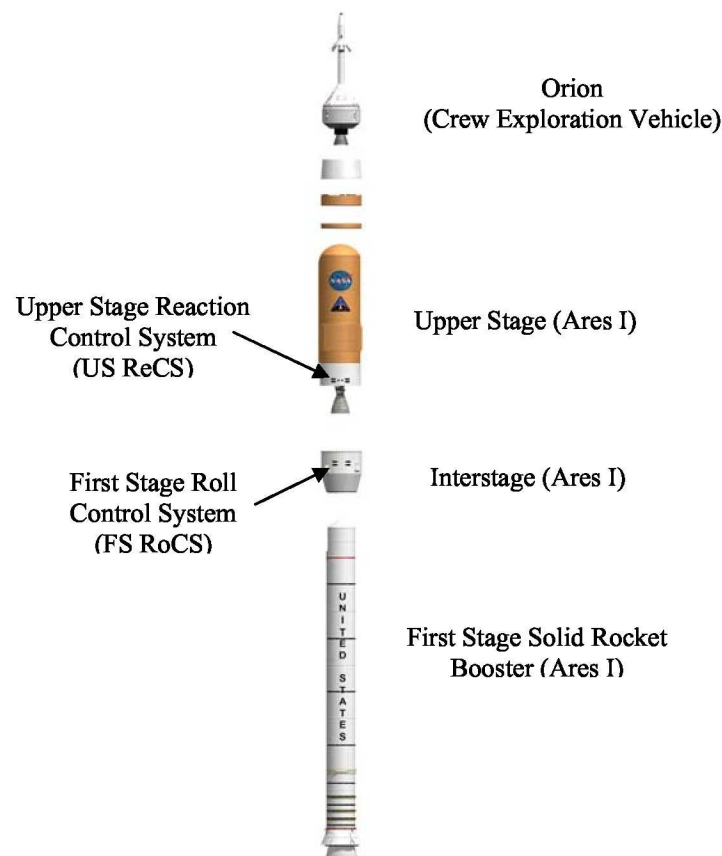 Orion
(Crew Exploration Vehicle)
NASA
Upper Stage Reaction
Control System
(US ReCS)
Upper Stage (Ares I)
First Stage Roll
Control System
(FS RoCS)
Interstage (Ares I)
UNITED STATES
First Stage Solid Rocket
Booster (Ares I)